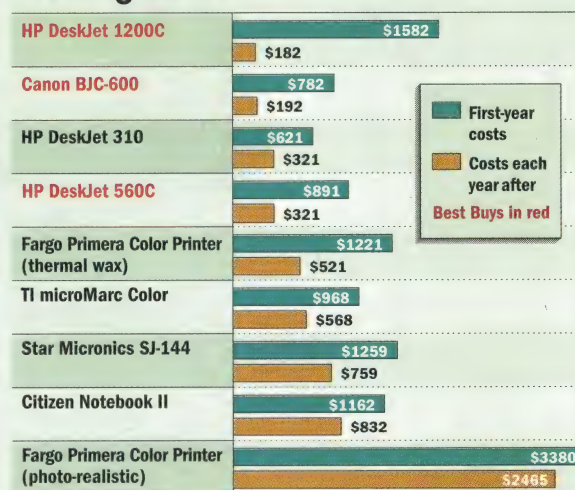 HP DeskJet 1200C
$1582
$182
Canon BJC-600
$782
$192
HP DeskJet 310
$621
$321
HP DeskJet 560C
$891
$321
Fargo Primera Color Printer
(thermal wax)
$1221
$521
TI microMarc Color
$968
$568
Star Micronics SJ-144
$1259
$759
Citizen Notebook II
$1162
$832
Fargo Primera Color Printer
(photo-realistic)
$3380
$2465
First-year
costs
Costs each
year after
Best Buys in red